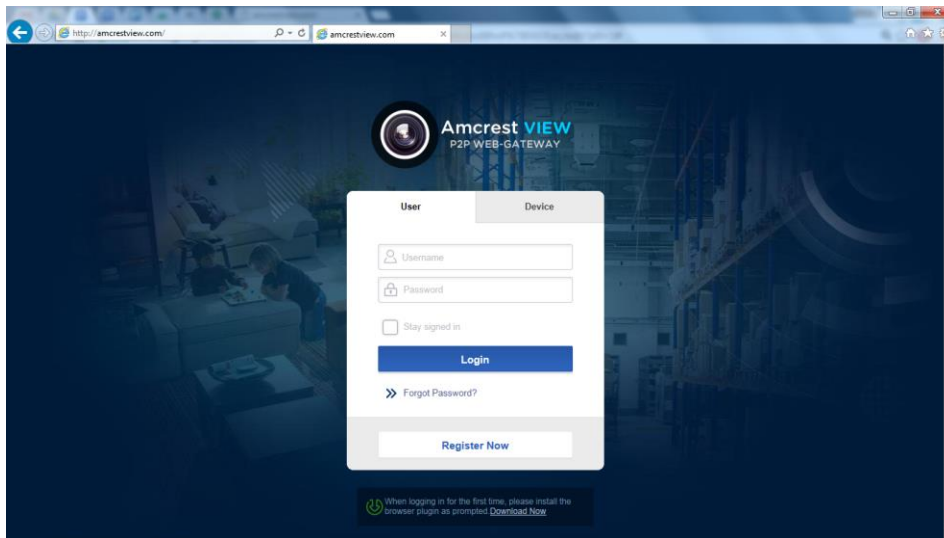 http://amcrestview.com/
amcrestview.com
Amcrest VIEW
P2P WEB-GATEWAY
User Device
Username
Password
Stay signed in
Login
Forgot Password?
Register Now
When logging in for the first time, please install the
browser plugin as prompted Download Now